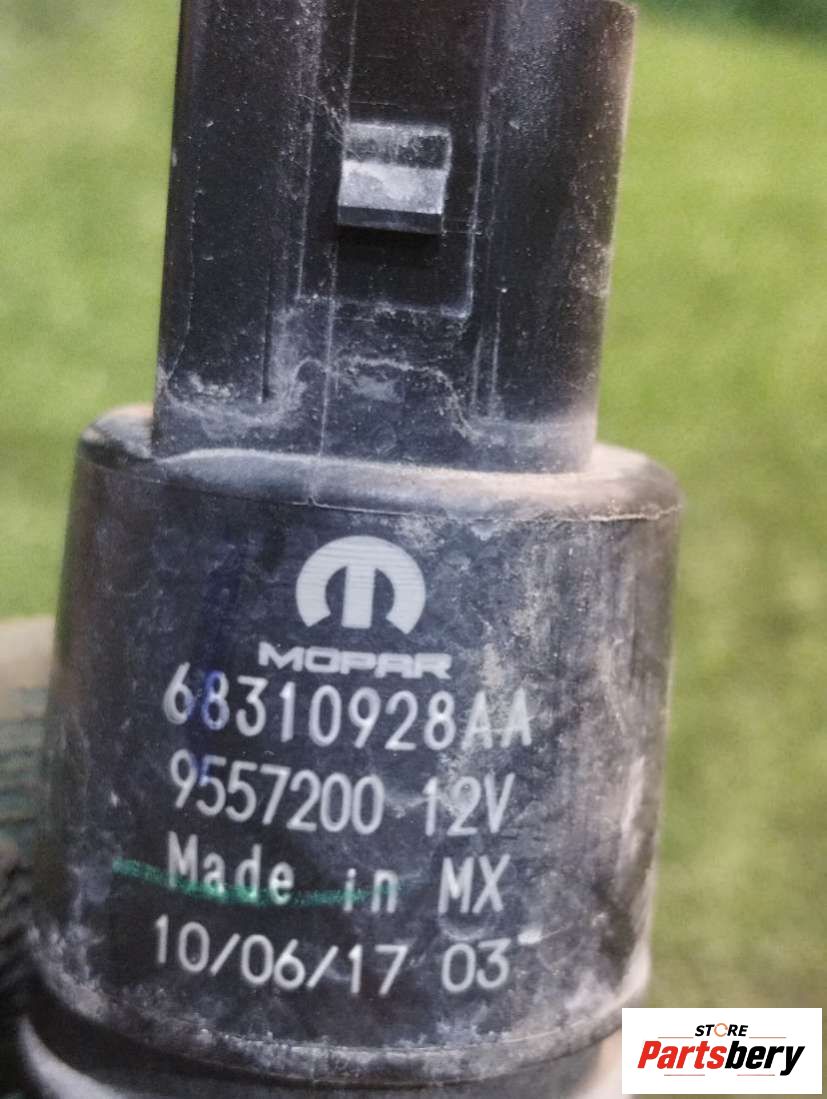 MOPAR
68310928AA
9557200 12V
Made in MX
10/06/17 03
STORE
Partsbery